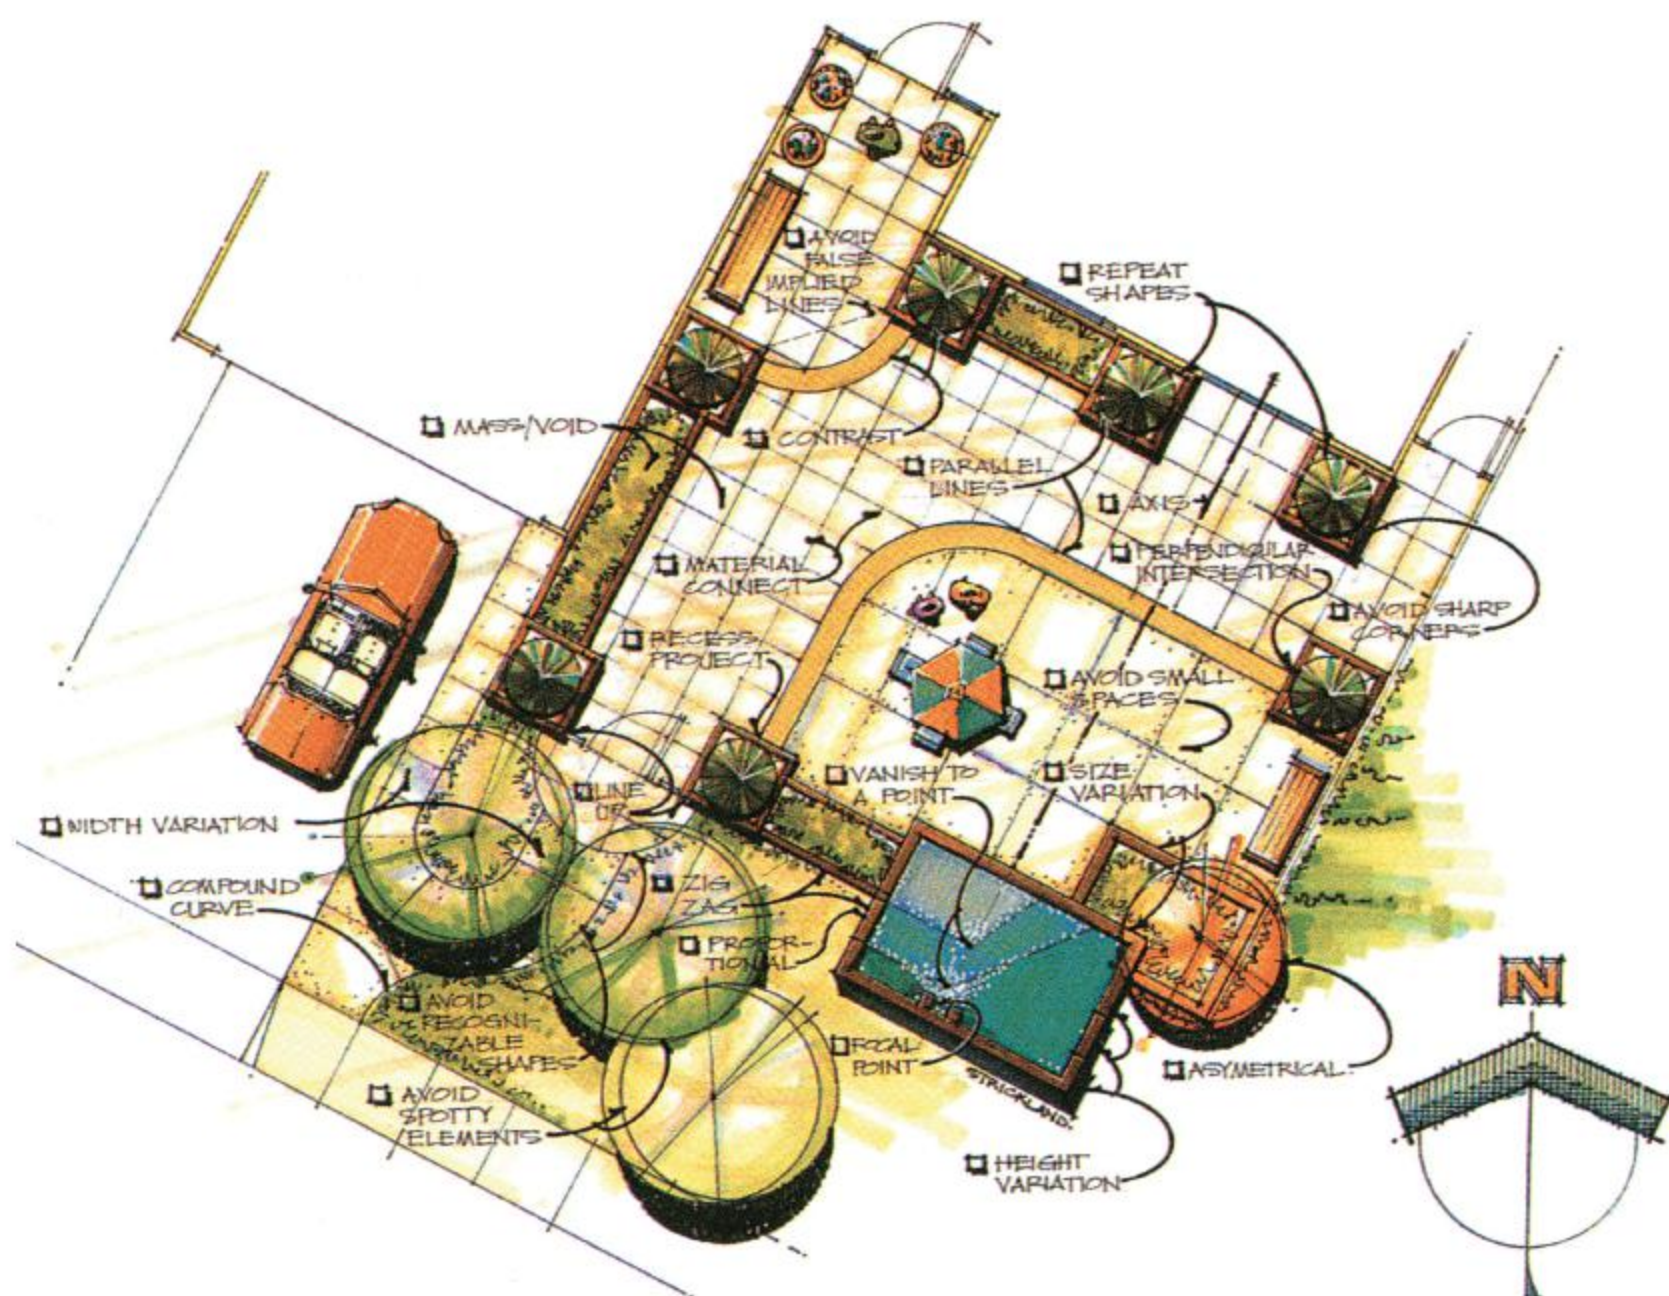 AVOID
FALSE
IMPLIED
LINES
REPEAT
SHAPES
MASS/VOID
CONTRAST
PARALLEL
LINES
AXIS
MATERIAL
CONNECT
PERPENDICULAR
INTERSECTION
AVOID SHARP
CORNERS
RECESS
PROJECT
AVOID SMALL
SPACES
LINE
UP
VANISH TO
A POINT
SIZE
VARIATION
WIDTH VARIATION
COMPOUND
CURVE
ZIG
ZAG
PROPOR-
TIONAL
AVOID
RECOGNI-
ZABLE
SHAPES
FOCAL
POINT
STRICKLAND.
ASYMETRICAL
AVOID
SPOTTY
ELEMENTS
HEIGHT
VARIATION
N